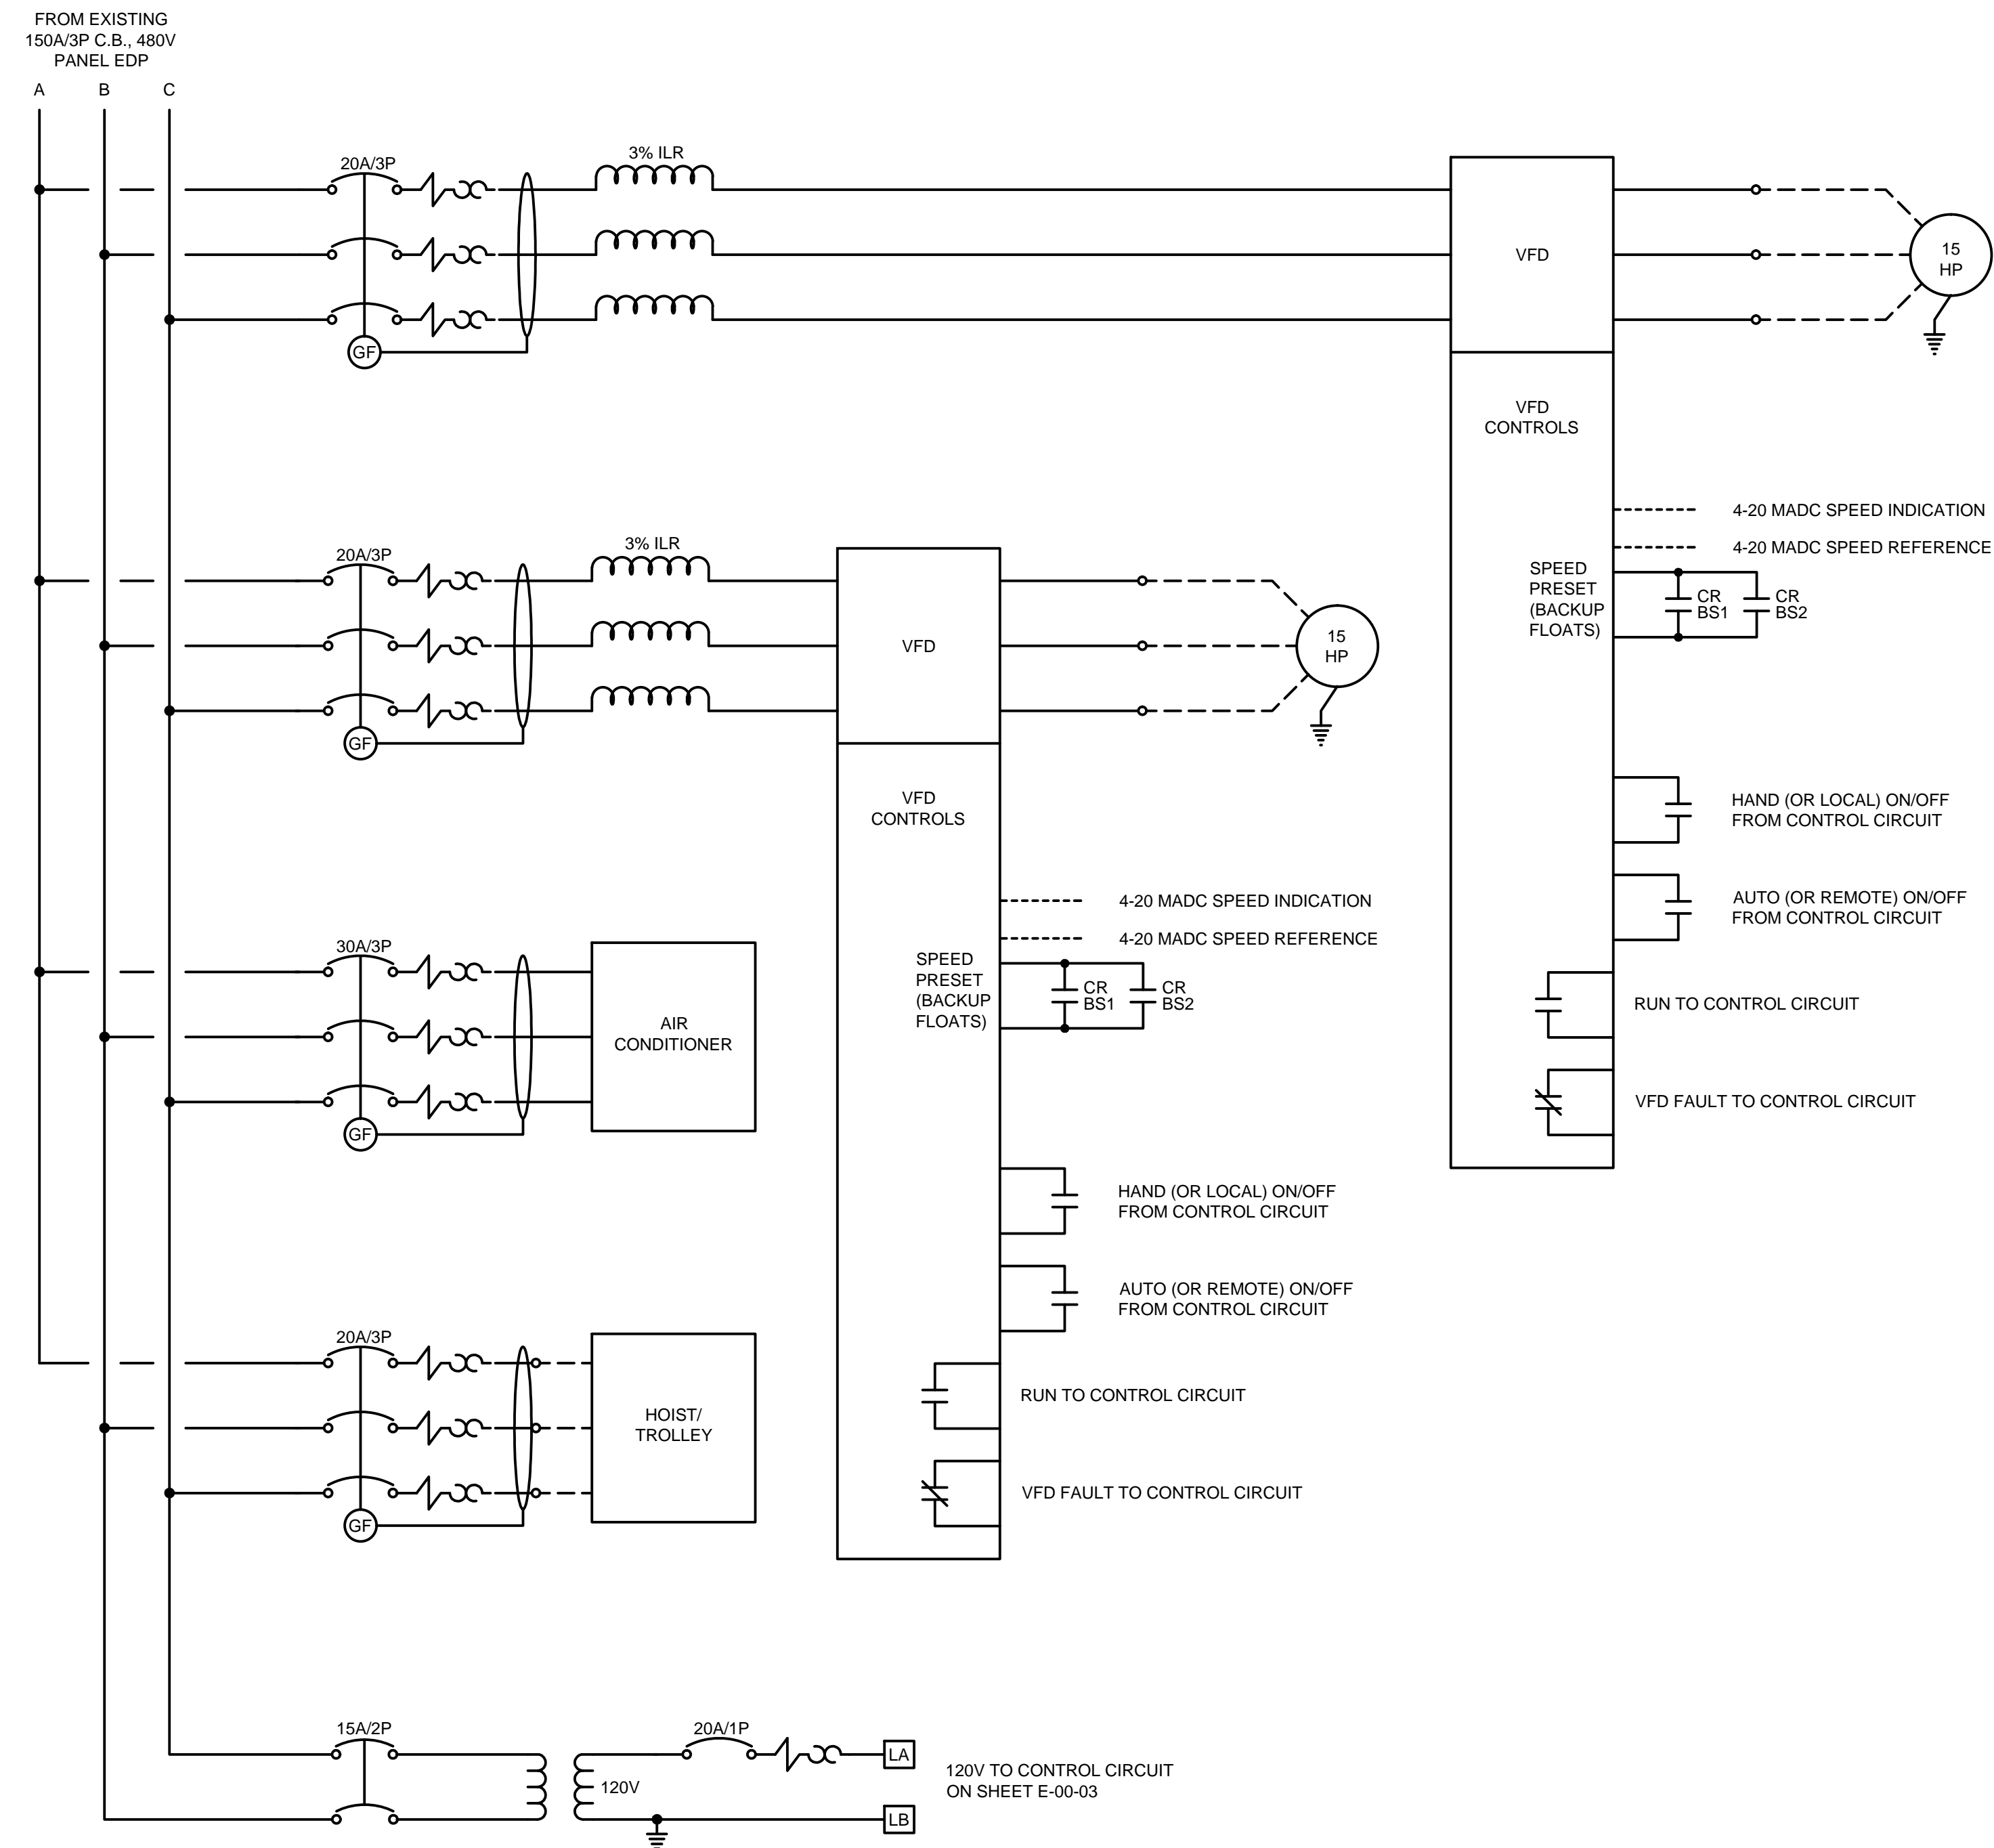 FROM EXISTING
150A/3P C.B., 480V
PANEL EDP
A
B
C
20A/3P
3% ILR
GF
VFD
15
HP
VFD
CONTROLS
4-20 MADC SPEED INDICATION
4-20 MADC SPEED REFERENCE
SPEED
PRESET
(BACKUP
FLOATS)
CR
BS1
CR
BS2
HAND (OR LOCAL) ON/OFF
FROM CONTROL CIRCUIT
AUTO (OR REMOTE) ON/OFF
FROM CONTROL CIRCUIT
RUN TO CONTROL CIRCUIT
VFD FAULT TO CONTROL CIRCUIT
20A/3P
3% ILR
GF
VFD
15
HP
VFD
CONTROLS
4-20 MADC SPEED INDICATION
4-20 MADC SPEED REFERENCE
SPEED
PRESET
(BACKUP
FLOATS)
CR
BS1
CR
BS2
HAND (OR LOCAL) ON/OFF
FROM CONTROL CIRCUIT
AUTO (OR REMOTE) ON/OFF
FROM CONTROL CIRCUIT
RUN TO CONTROL CIRCUIT
VFD FAULT TO CONTROL CIRCUIT
30A/3P
GF
AIR
CONDITIONER
20A/3P
GF
HOIST/
TROLLEY
15A/2P
120V
20A/1P
LA
LB
120V TO CONTROL CIRCUIT
ON SHEET E-00-03